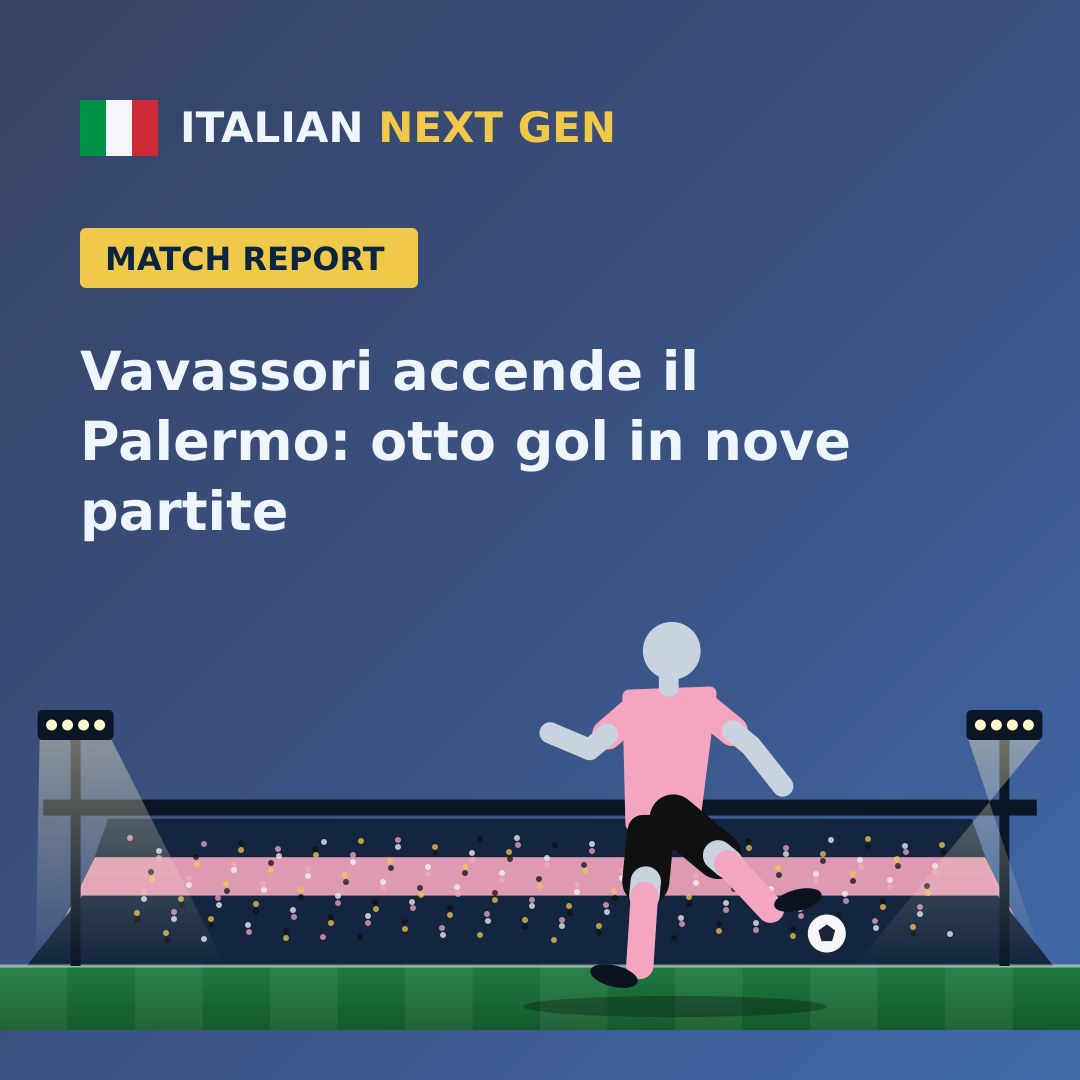 ITALIAN NEXT GEN
MATCH REPORT
Vavassori accende il
Palermo: otto gol in nove
partite